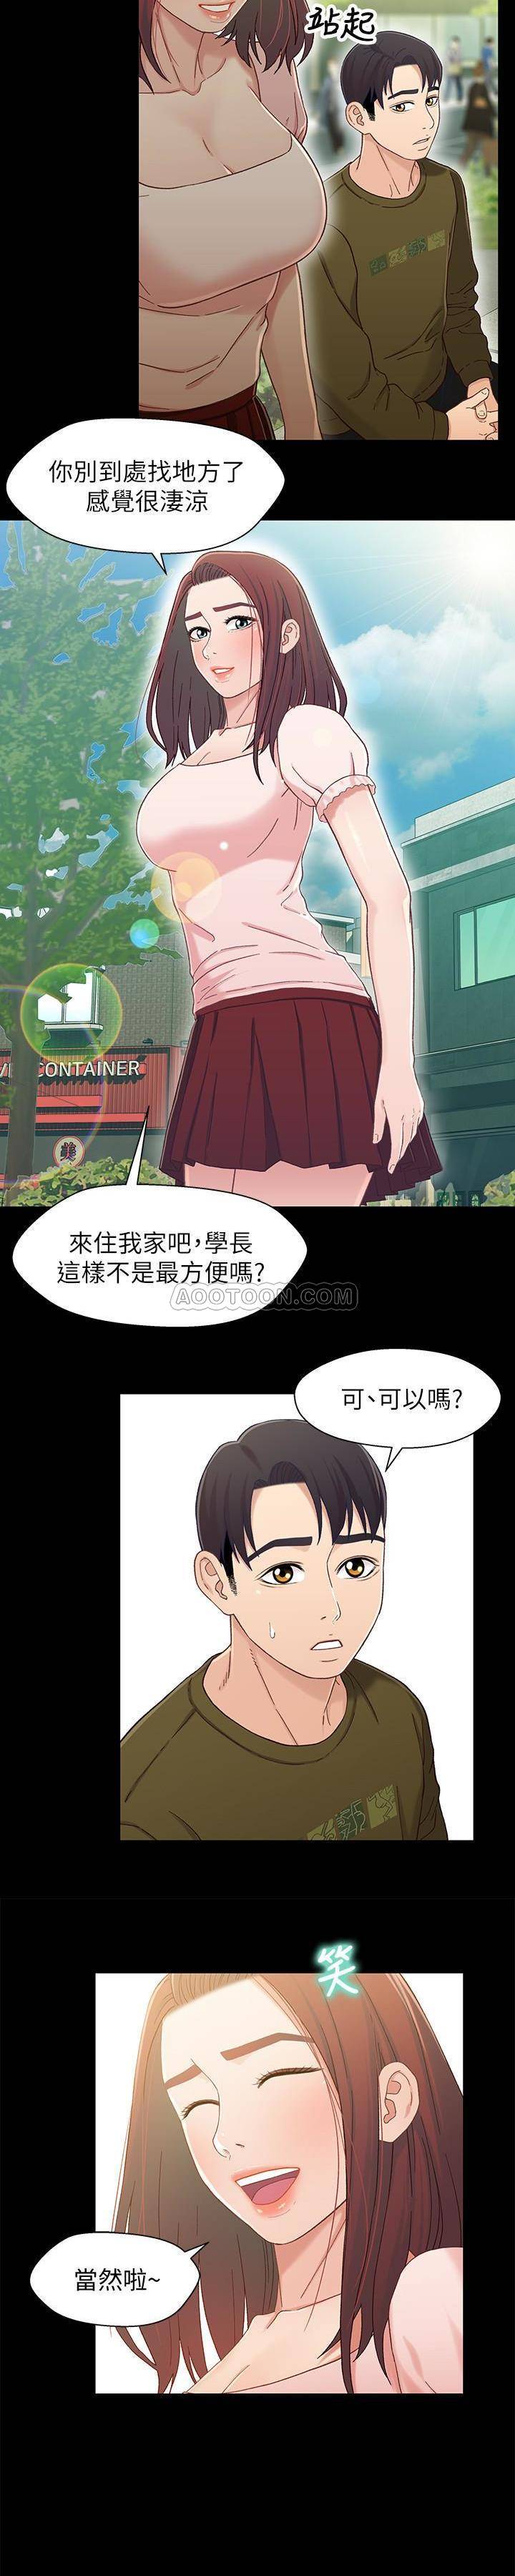 站起
你別到處找地方了
感覺很淒涼
CONTAINER
美
來住我家吧，學長
這樣不是最方便嗎？
AOOTOON.COM
可、可以嗎？
笑
當然啦~